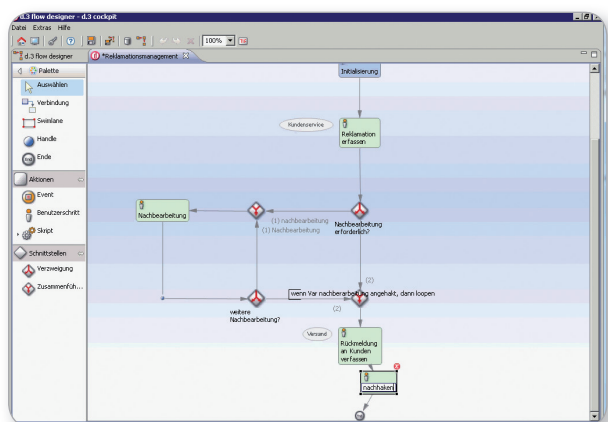 d.3 flow designer - d.3 cockpit
Datei Extras Hilfe
100%
d.3 flow designer
*Reklamationsmanagement
Palette
Auswählen
Verbindung
Swimlane
Handle
Ende
Aktionen
Event
Benutzerschritt
Skript
Schnittstellen
Verzweigung
Zusammenfüh...
Initialisierung
Kundenservice
Reklamation
erfassen
Nachbearbeitung
(1) nachbearbeitung
(1) Nachbearbeitung
Nachbearbeitung
erforderlich?
(2)
wenn Var nachberarbeitung angehakt, dann loopen
(2)
weitere
Nachbearbeitung?
Versand
Rückmeldung
an Kunden
verfassen
nachhaken